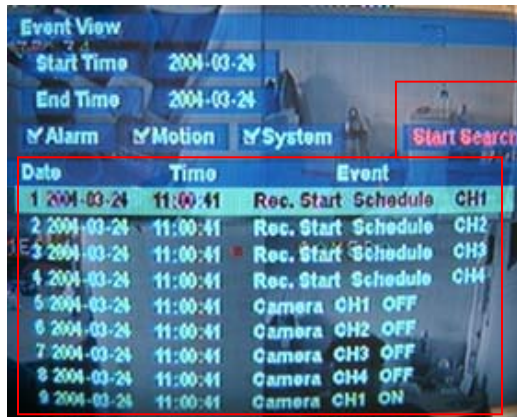 Event View
Start Time 2004-03-24
End Time 2004-03-24
Alarm Motion System Start Search
Date Time Event
1 2004-03-24 11:00:41 Rec. Start Schedule CH1
2 2004-03-24 11:00:41 Rec. Start Schedule CH2
3 2004-03-24 11:00:41 Rec. Start Schedule CH3
4 2004-03-24 11:00:41 Rec. Start Schedule CH4
5 2004-03-24 11:00:41 Camera CH1 OFF
6 2004-03-24 11:00:41 Camera CH2 OFF
7 2004-03-24 11:00:41 Camera CH3 OFF
8 2004-03-24 11:00:41 Camera CH4 OFF
9 2004-03-24 11:00:41 Camera CH1 ON